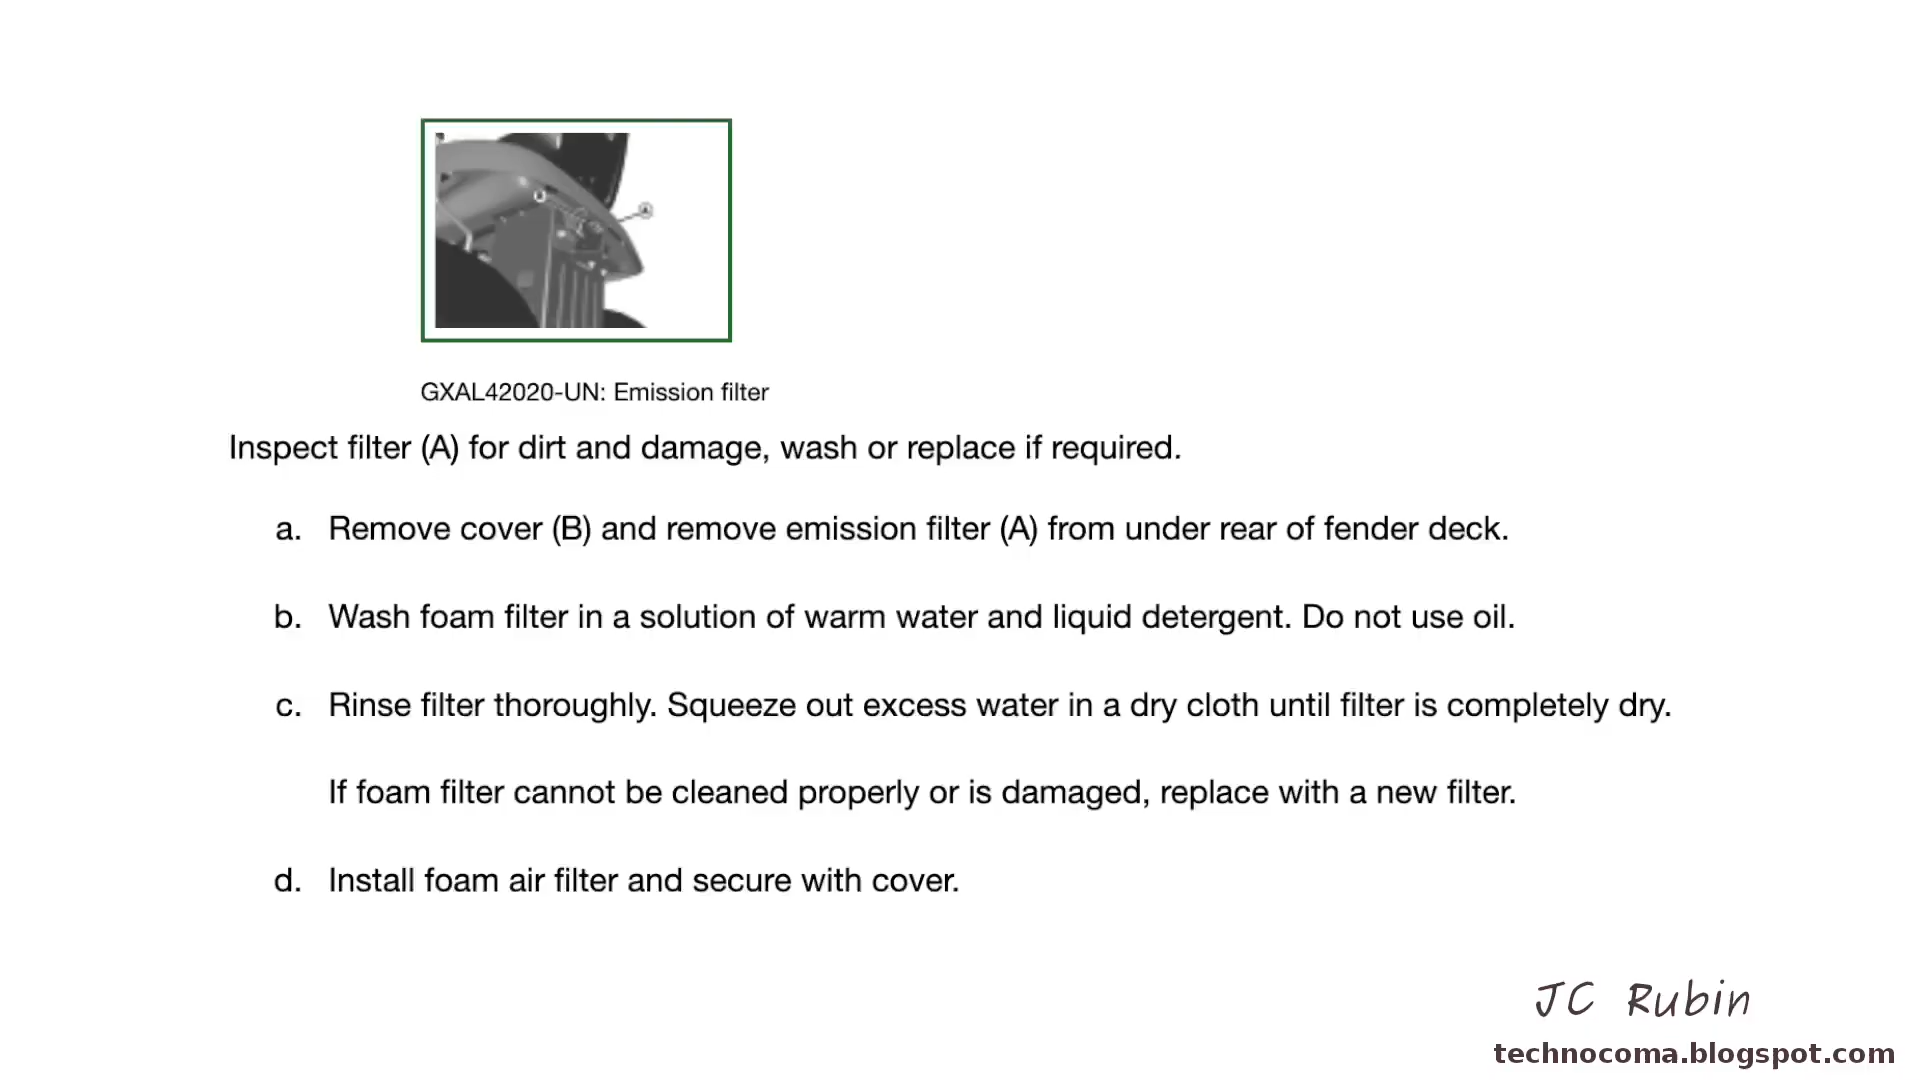 A
GXAL42020-UN: Emission filter
Inspect filter (A) for dirt and damage, wash or replace if required.
a. Remove cover (B) and remove emission filter (A) from under rear of fender deck.
b. Wash foam filter in a solution of warm water and liquid detergent. Do not use oil.
c. Rinse filter thoroughly. Squeeze out excess water in a dry cloth until filter is completely dry.
If foam filter cannot be cleaned properly or is damaged, replace with a new filter.
d. Install foam air filter and secure with cover.
JC Rubin
technocoma.blogspot.com